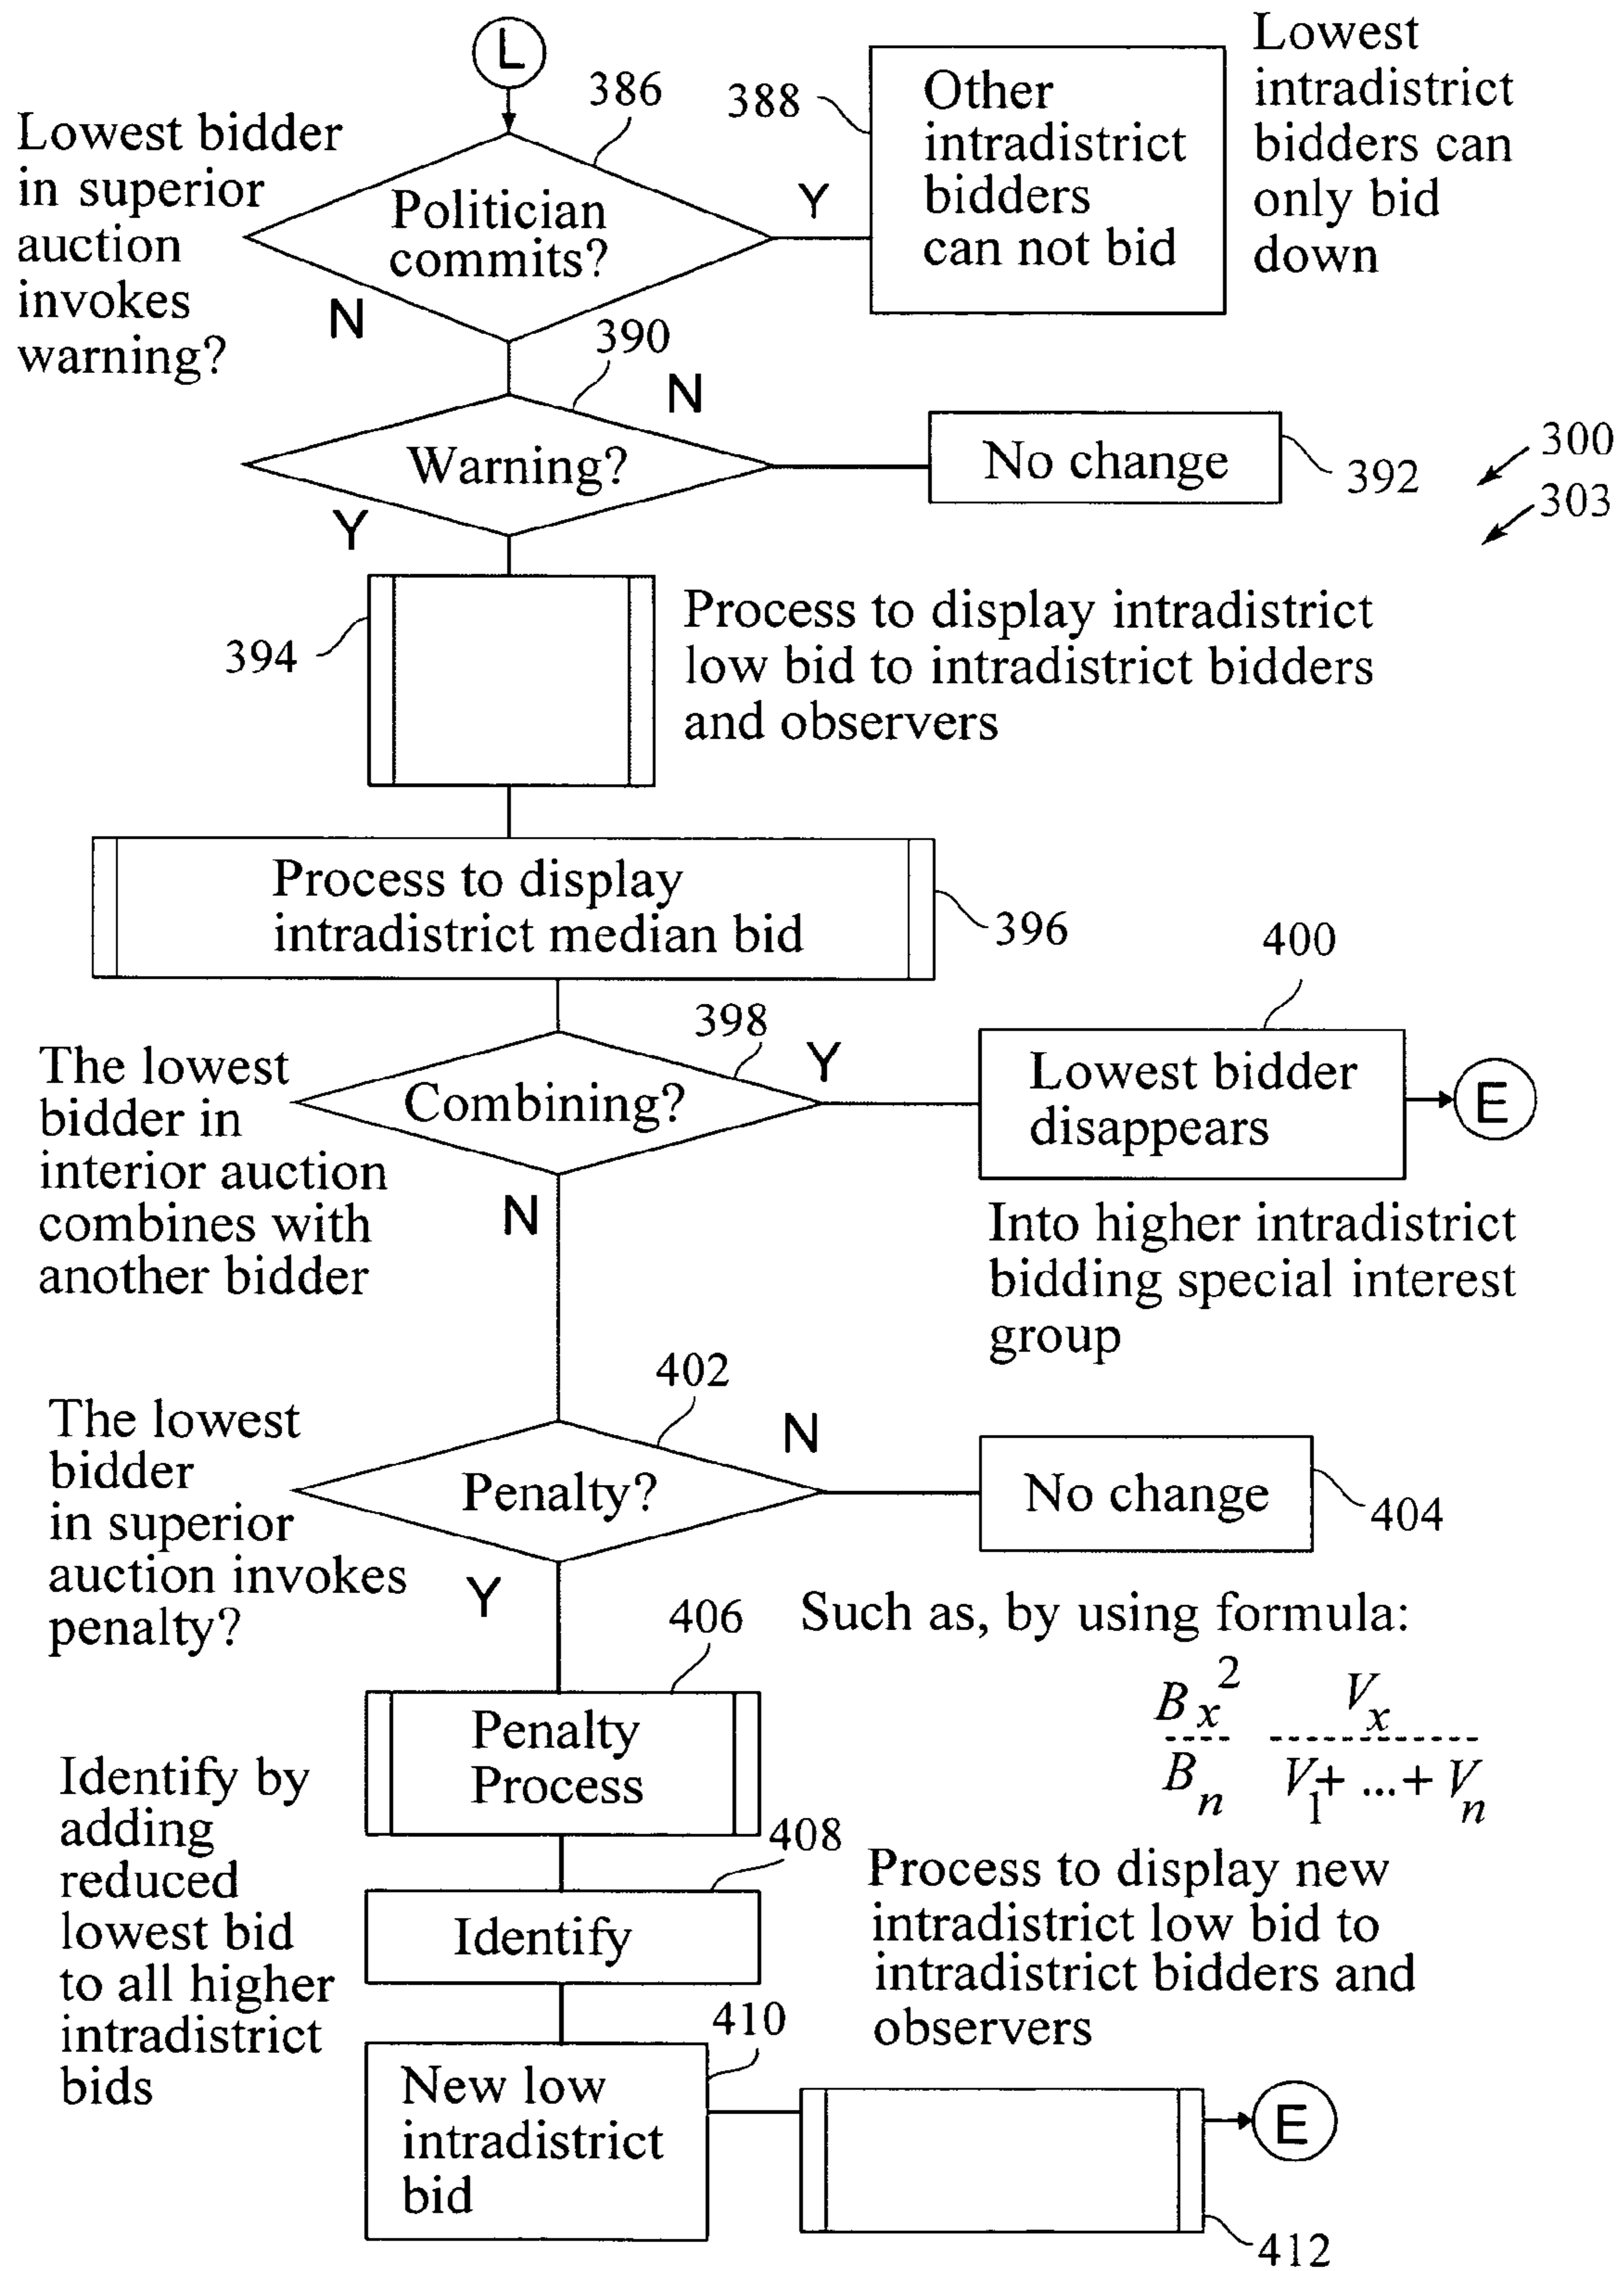 L
386
388
Other
intradistrict
bidders
can not bid
Lowest
intradistrict
bidders can
only bid
down
Lowest bidder
in superior
auction
invokes
warning?
Politician
commits?
Y
N
390
N
Warning?
No change
392
300
303
Y
394
Process to display intradistrict
low bid to intradistrict bidders
and observers
Process to display
intradistrict median bid
396
398
400
The lowest
bidder in
interior auction
combines with
another bidder
Combining?
Y
Lowest bidder
disappears
E
N
Into higher intradistrict
bidding special interest
group
402
The lowest
bidder
in superior
auction invokes
penalty?
Penalty?
N
No change
404
Y
406
Such as, by using formula:
Bx2 Vx
----- ------------
Bn V1+ ...+ Vn
Penalty
Process
Identify by
adding
reduced
lowest bid
to all higher
intradistrict
bids
408
Identify
Process to display new
intradistrict low bid to
intradistrict bidders and
observers
410
New low
intradistrict
bid
E
412